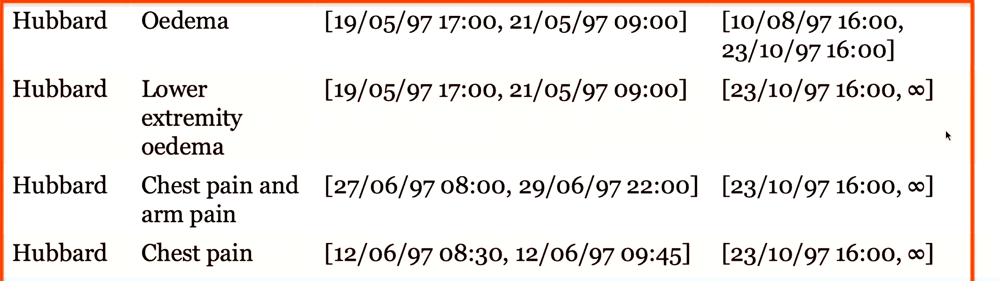 Hubbard Oedema [19/05/97 17:00, 21/05/97 09:00] [10/08/97 16:00,
23/10/97 16:00]
Hubbard Lower [19/05/97 17:00, 21/05/97 09:00] [23/10/97 16:00, ∞]
extremity
oedema
Hubbard Chest pain and [27/06/97 08:00, 29/06/97 22:00] [23/10/97 16:00, ∞]
arm pain
Hubbard Chest pain [12/06/97 08:30, 12/06/97 09:45] [23/10/97 16:00, ∞]